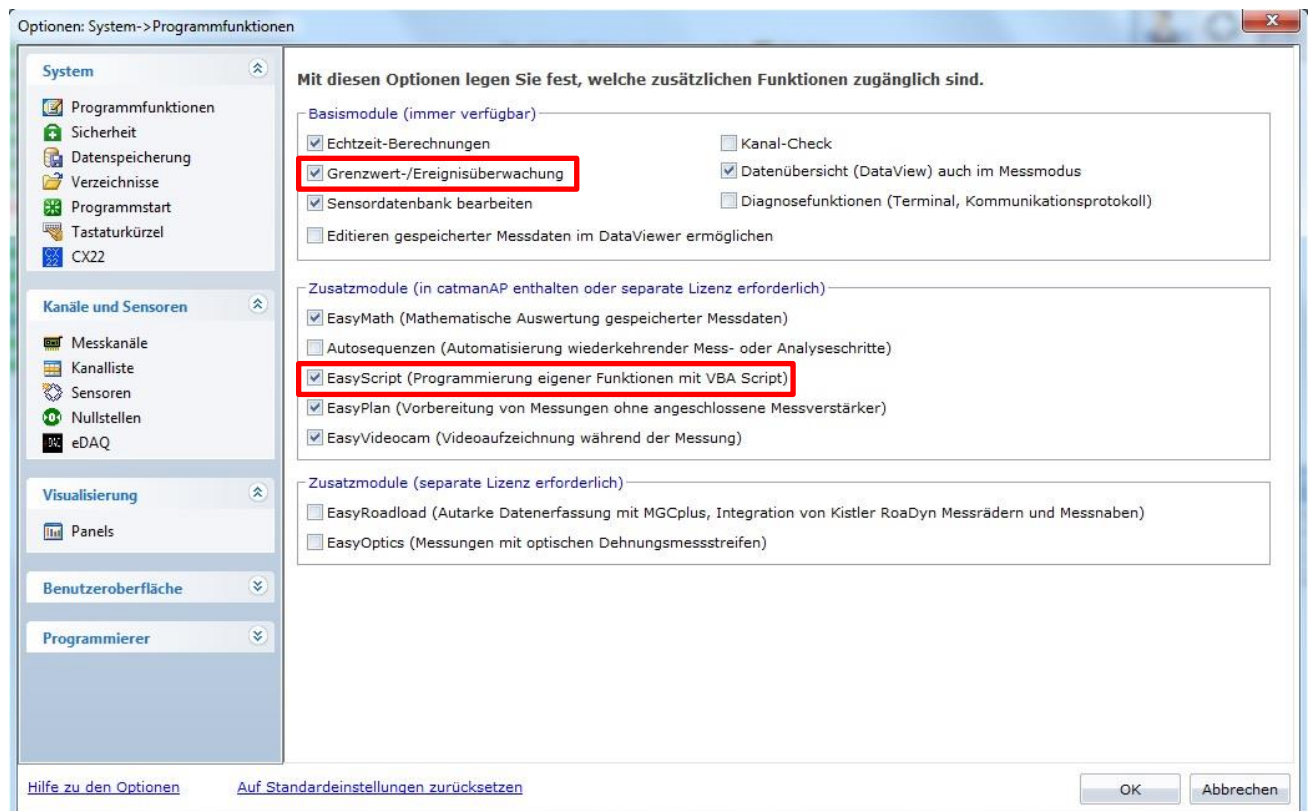 Optionen: System->Programmfunktionen
x
System
Programmfunktionen
Sicherheit
Datenspeicherung
Verzeichnisse
Programmstart
Tastaturkürzel
CX22
Kanäle und Sensoren
Messkanäle
Kanalliste
Sensoren
Nullstellen
eDAQ
Visualisierung
Panels
Benutzeroberfläche
Programmierer
Mit diesen Optionen legen Sie fest, welche zusätzlichen Funktionen zugänglich sind.
Basismodule (immer verfügbar)
Echtzeit-Berechnungen
Kanal-Check
Grenzwert-/Ereignisüberwachung
Datenübersicht (DataView) auch im Messmodus
Sensordatenbank bearbeiten
Diagnosefunktionen (Terminal, Kommunikationsprotokoll)
Editieren gespeicherter Messdaten im DataViewer ermöglichen
Zusatzmodule (in catmanAP enthalten oder separate Lizenz erforderlich)
EasyMath (Mathematische Auswertung gespeicherter Messdaten)
Autosequenzen (Automatisierung wiederkehrender Mess- oder Analyseschritte)
EasyScript (Programmierung eigener Funktionen mit VBA Script)
EasyPlan (Vorbereitung von Messungen ohne angeschlossene Messverstärker)
EasyVideocam (Videoaufzeichnung während der Messung)
Zusatzmodule (separate Lizenz erforderlich)
EasyRoadload (Autarke Datenerfassung mit MGCplus, Integration von Kistler RoaDyn Messrädern und Messnaben)
EasyOptics (Messungen mit optischen Dehnungsmessstreifen)
Hilfe zu den Optionen
Auf Standardeinstellungen zurücksetzen
OK
Abbrechen